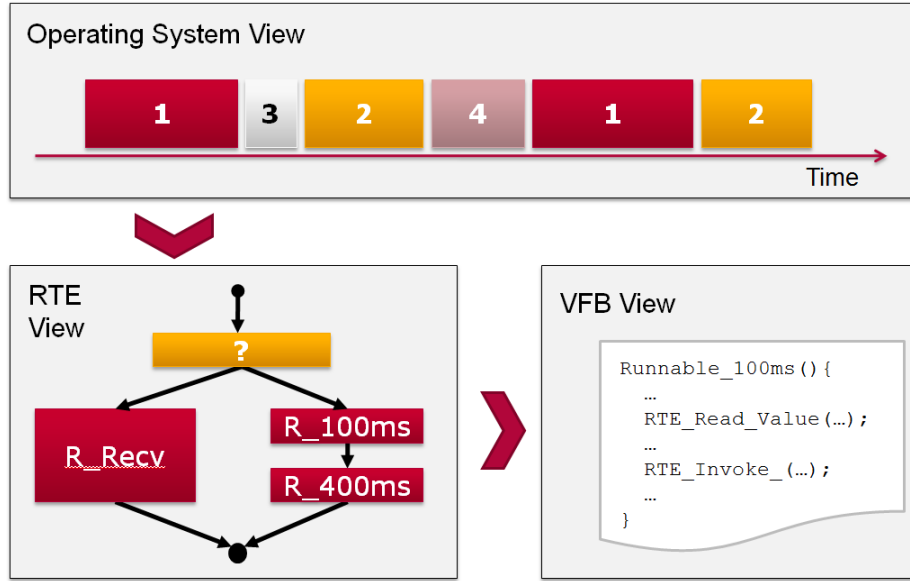 Operating System View
1 3 2 4 1 2
Time
RTE
View
?
R_Recv
R_100ms
R_400ms
VFB View
Runnable_100ms(){
…
RTE_Read_Value(…);
…
RTE_Invoke_(…);
…
}